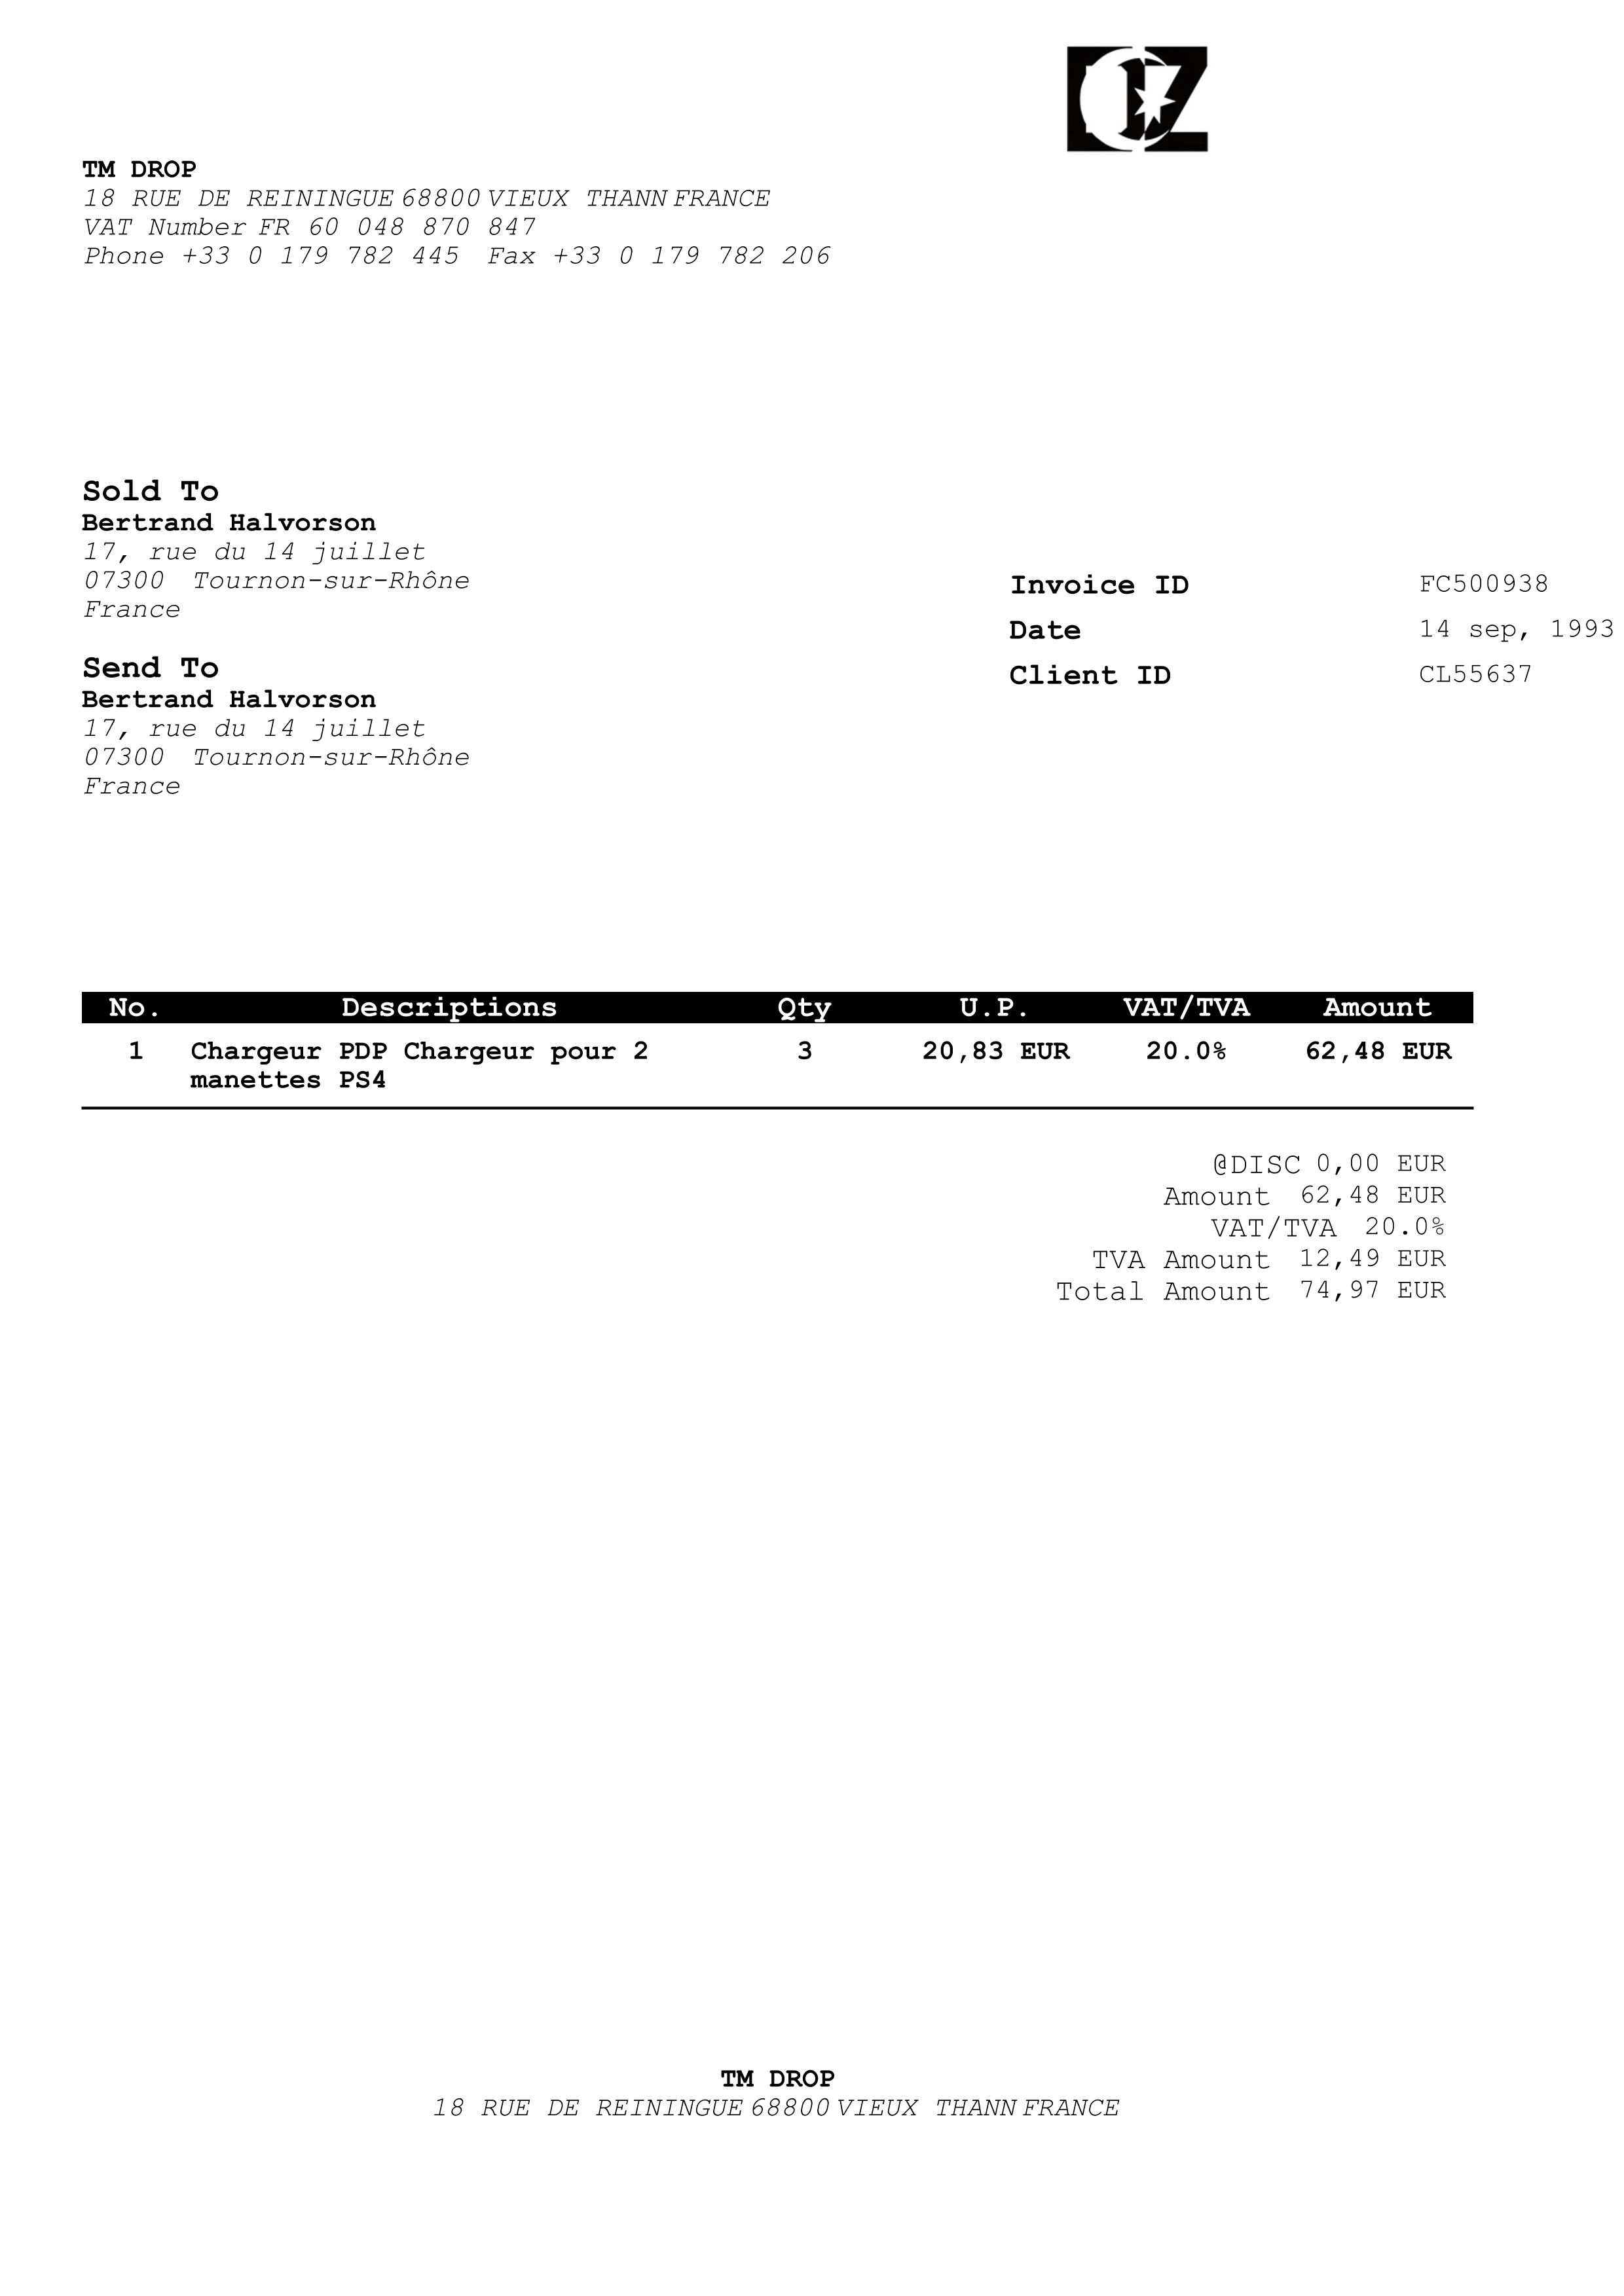 TM DROP
18 RUE DE REININGUE 68800 VIEUX THANN FRANCE
VAT Number FR 60 048 870 847
Phone +33 0 179 782 445 Fax +33 0 179 782 206
Sold To
Bertrand Halvorson
17, rue du 14 juillet
07300 Tournon-sur-Rhône
France
Send To
Bertrand Halvorson
17, rue du 14 juillet
07300 Tournon-sur-Rhône
France
Invoice ID FC500938
Date 14 sep, 1993
Client ID CL55637
No. Descriptions Qty U.P. VAT/TVA Amount
1 Chargeur PDP Chargeur pour 2 3 20,83 EUR 20.0% 62,48 EUR
manettes PS4
@DISC 0,00 EUR
Amount 62,48 EUR
VAT/TVA 20.0%
TVA Amount 12,49 EUR
Total Amount 74,97 EUR
TM DROP
18 RUE DE REININGUE 68800 VIEUX THANN FRANCE